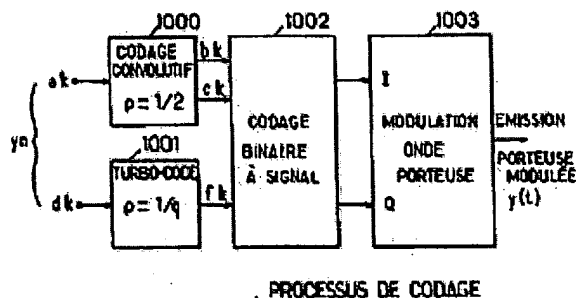 1000
1002
1003
CODAGE
CONVOLUTIF
ρ = 1/2
ak
bk
ck
yn
1001
TURBO-CODE
ρ = 1/q
dk
fk
CODAGE
BINAIRE
À SIGNAL
I
MODULATION
ONDE
PORTEUSE
Q
EMISSION
PORTEUSE
MODULÉE
y(t)
PROCESSUS DE CODAGE